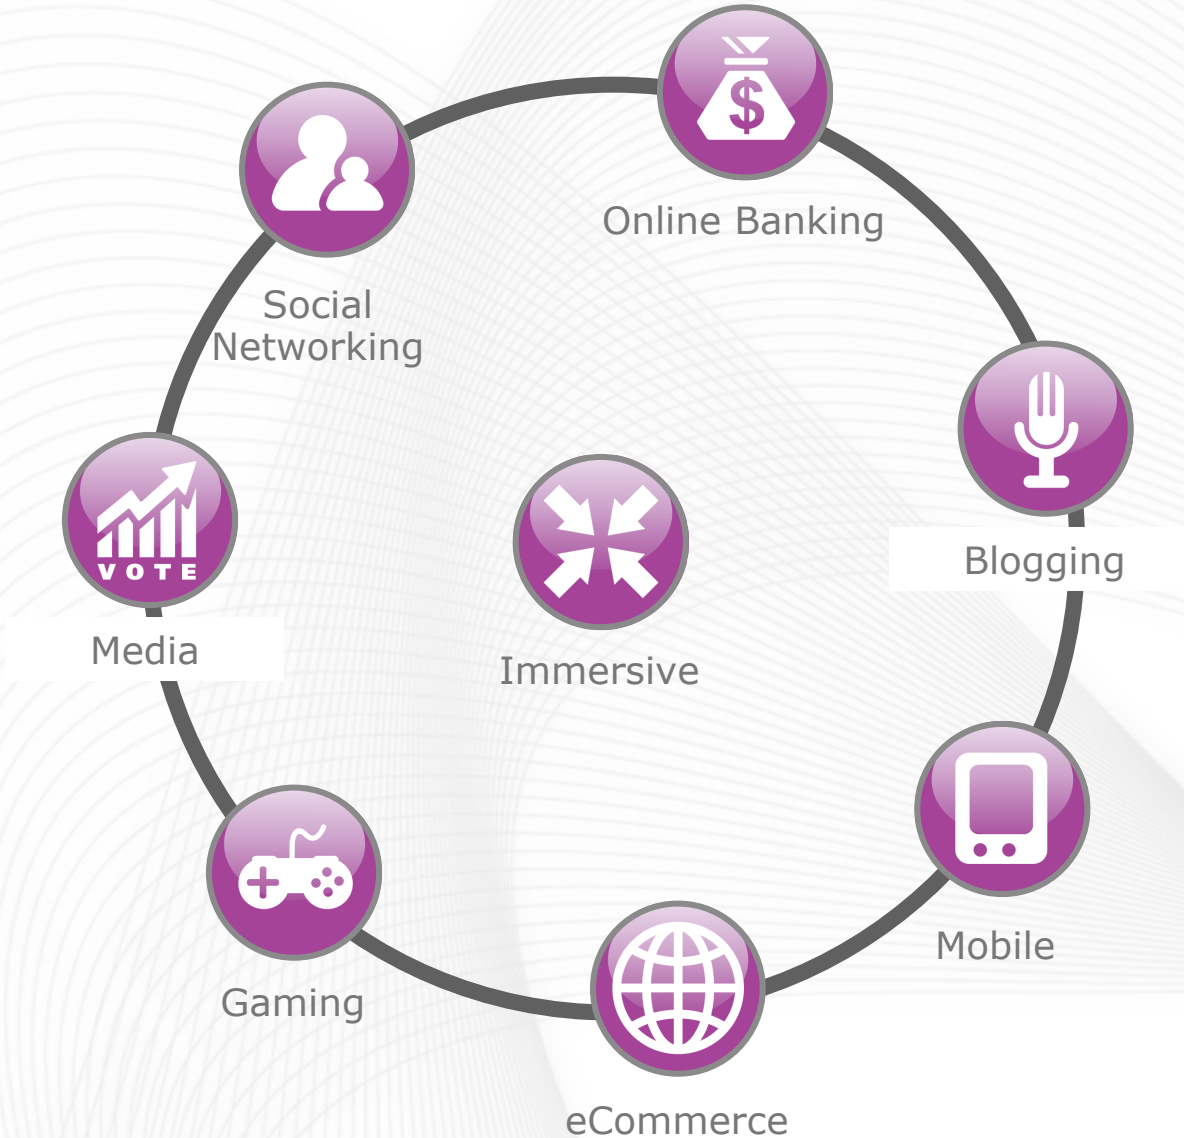 $
Online Banking
Social
Networking
VOTE
Blogging
Media
Immersive
Mobile
Gaming
eCommerce